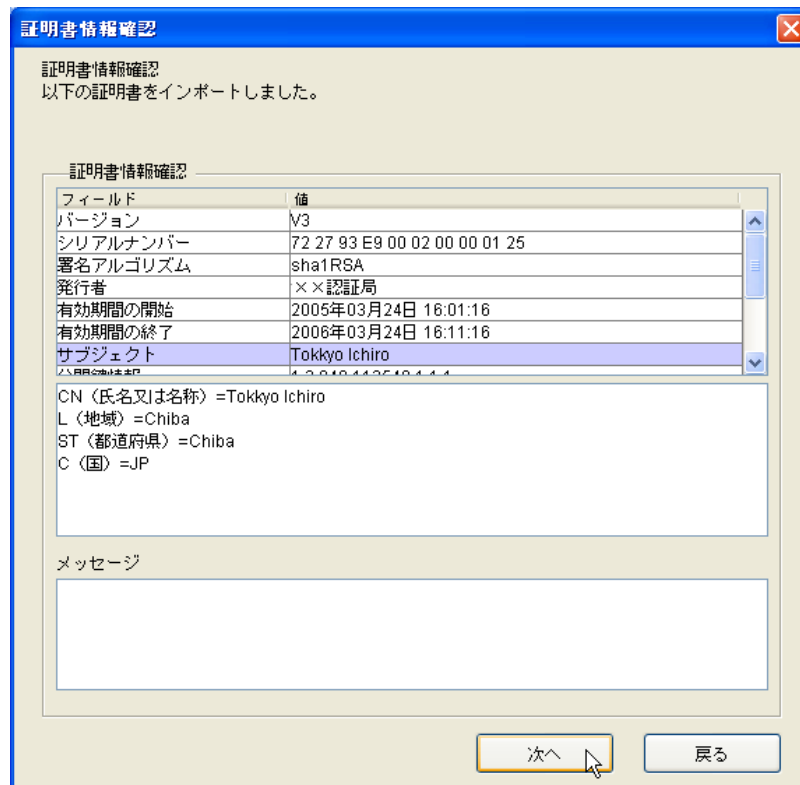 証明書情報確認
証明書情報確認
以下の証明書をインポートしました。
証明書情報確認
フィールド 値
バージョン V3
シリアルナンバー 72 27 93 E9 00 02 00 00 01 25
署名アルゴリズム sha1RSA
発行者 ××認証局
有効期間の開始 2005年03月24日 16:01:16
有効期間の終了 2006年03月24日 16:11:16
サブジェクト Tokkyo Ichiro
公開鍵情報
CN（氏名又は名称）=Tokkyo Ichiro
L（地域）=Chiba
ST（都道府県）=Chiba
C（国）=JP
メッセージ
次へ 戻る